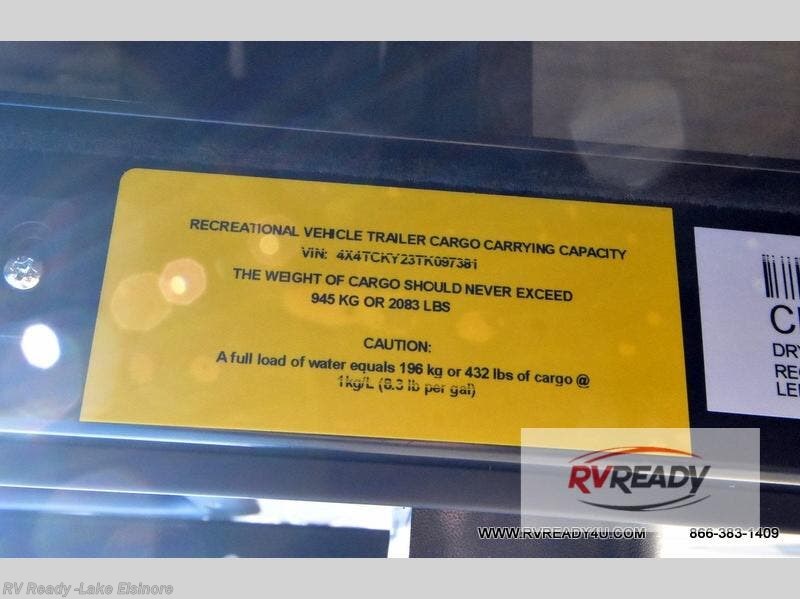 RECREATIONAL VEHICLE TRAILER CARGO CARRYING CAPACITY
VIN: 4X4TCKY23TK097381
THE WEIGHT OF CARGO SHOULD NEVER EXCEED
945 KG OR 2083 LBS
CAUTION:
A full load of water equals 196 kg or 432 lbs of cargo @
1kg/L (8.3 lb per gal)
DRY
LE
RVREADY
WWW.RVREADY4U.COM 866-383-1409
RV Ready -Lake Elsinore